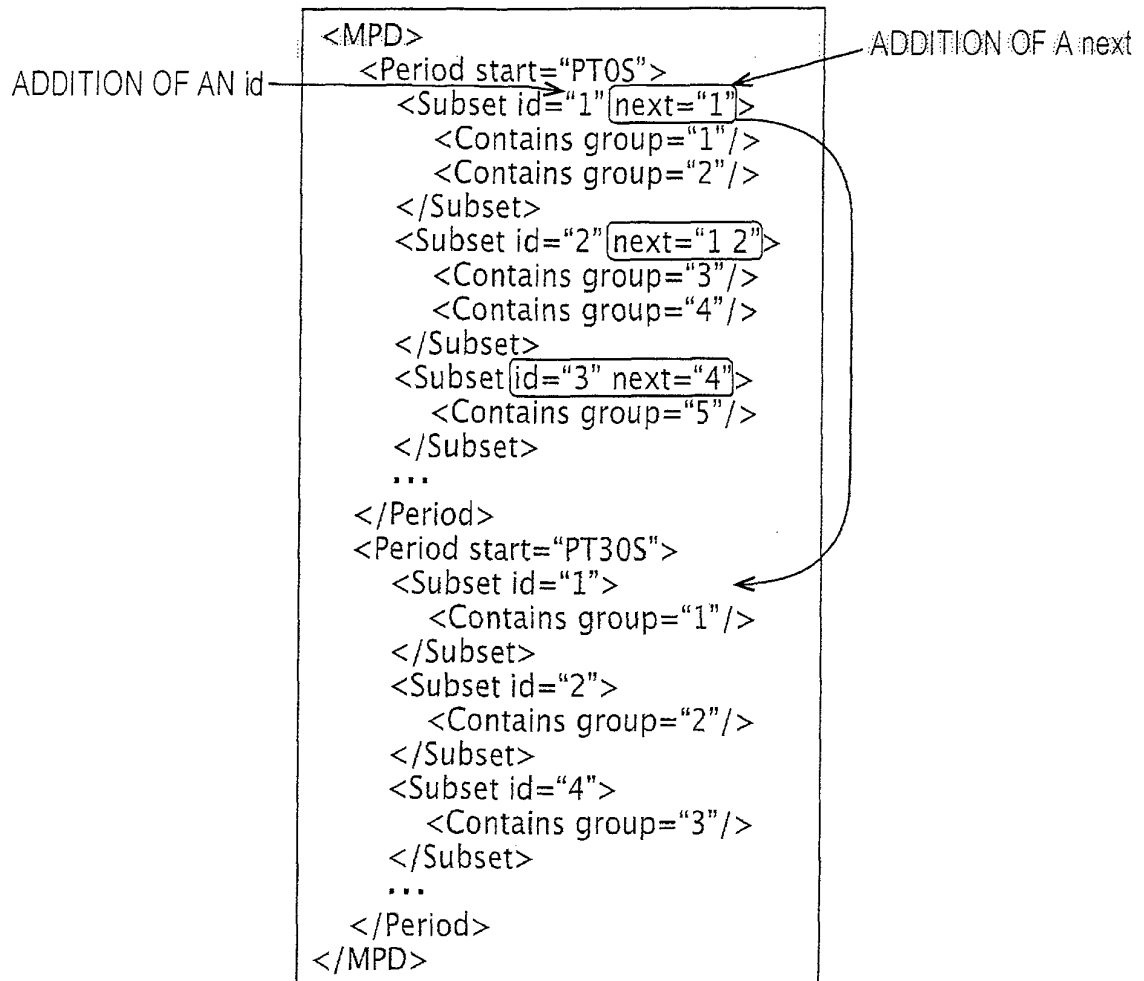 ADDITION OF AN id
ADDITION OF A next
<MPD>
<Period start="PT0S">
<Subset id="1" next="1">
<Contains group="1"/>
<Contains group="2"/>
</Subset>
<Subset id="2" next="1 2">
<Contains group="3"/>
<Contains group="4"/>
</Subset>
<Subset id="3" next="4">
<Contains group="5"/>
</Subset>
...
</Period>
<Period start="PT30S">
<Subset id="1">
<Contains group="1"/>
</Subset>
<Subset id="2">
<Contains group="2"/>
</Subset>
<Subset id="4">
<Contains group="3"/>
</Subset>
...
</Period>
</MPD>